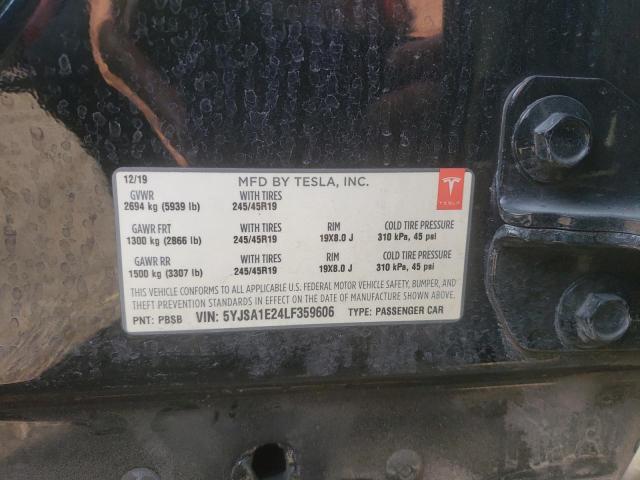 12/19 MFD BY TESLA, INC.
GVWR WITH TIRES
2694 kg (5939 lb) 245/45R19
GAWR FRT WITH TIRES RIM COLD TIRE PRESSURE
1300 kg (2866 lb) 245/45R19 19X8.0 J 310 kPa, 45 psi
GAWR RR WITH TIRES RIM COLD TIRE PRESSURE
1500 kg (3307 lb) 245/45R19 19X8.0 J 310 kPa, 45 psi
THIS VEHICLE CONFORMS TO ALL APPLICABLE U.S. FEDERAL MOTOR VEHICLE SAFETY, BUMPER, AND
THEFT PREVENTION STANDARDS IN EFFECT ON THE DATE OF MANUFACTURE SHOWN ABOVE.
PNT: PBSB VIN: 5YJSA1E24LF359606 TYPE: PASSENGER CAR
TESLA